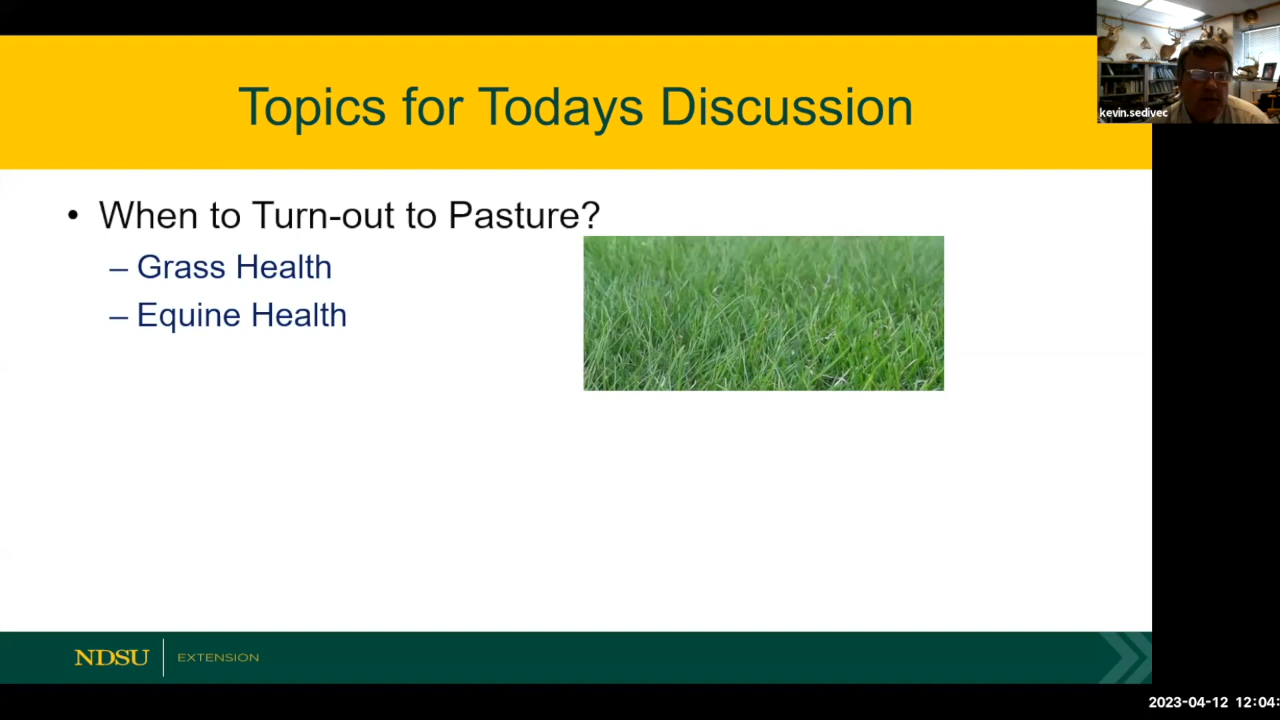 Topics for Todays Discussion
kevin.sedivec
• When to Turn-out to Pasture?
– Grass Health
– Equine Health
NDSU EXTENSION
2023-04-12 12:04: